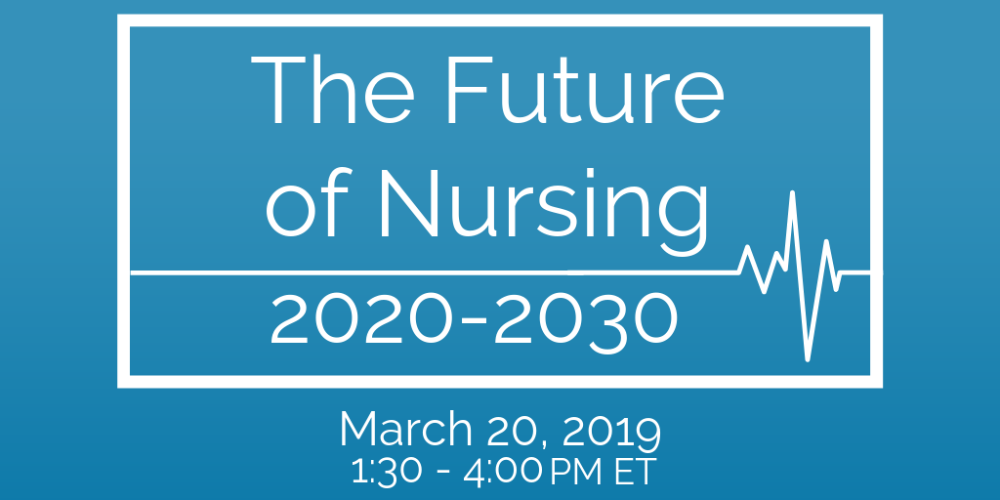 The Future
of Nursing
2020-2030
March 20, 2019
1:30 - 4:00 PM ET